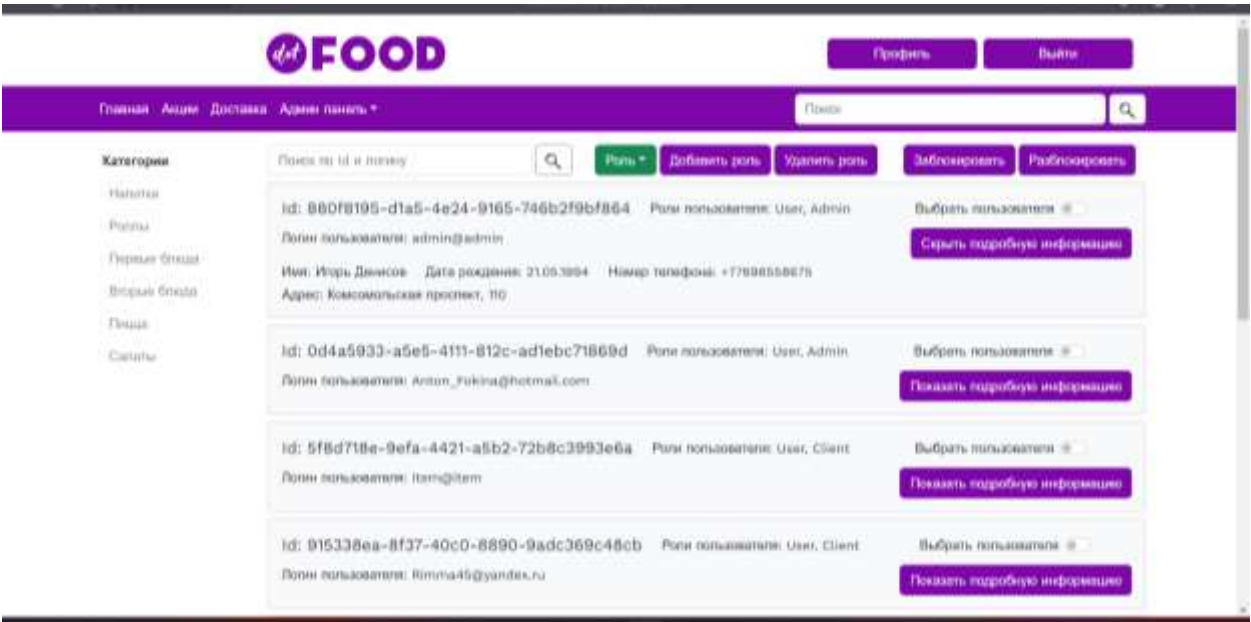 dot FOOD
Профиль Выйти
Главная Акции Доставка Админ панель
Поиск
Категории
Напитки
Роллы
Первые блюда
Вторые блюда
Пицца
Салаты
Поиск по id и логину
Роль Добавить роль Удалить роль Заблокировать Разблокировать
Id: 880f8195-d1a5-4e24-9165-746b2f9bf864 Роли пользователя: User, Admin Выбрать пользователя
Логин пользователя: admin@admin
Скрыть подробную информацию
Имя: Игорь Денисов Дата рождения: 21.05.1994 Номер телефона:
Адрес: Комсомольская проспект, 110
Id: 0d4a5933-a5e5-4111-812c-ad1ebc71869d Роли пользователя: User, Admin Выбрать пользователя
Логин пользователя: Anton_Fokina@hotmail.com
Показать подробную информацию
Id: 5f8d718e-9efa-4421-a5b2-72b8c3993e6a Роли пользователя: User, Client Выбрать пользователя
Логин пользователя: item@item
Показать подробную информацию
Id: 915338ea-8f37-40c0-8890-9adc369c48cb Роли пользователя: User, Client Выбрать пользователя
Логин пользователя: Rimma45@yandex.ru
Показать подробную информацию